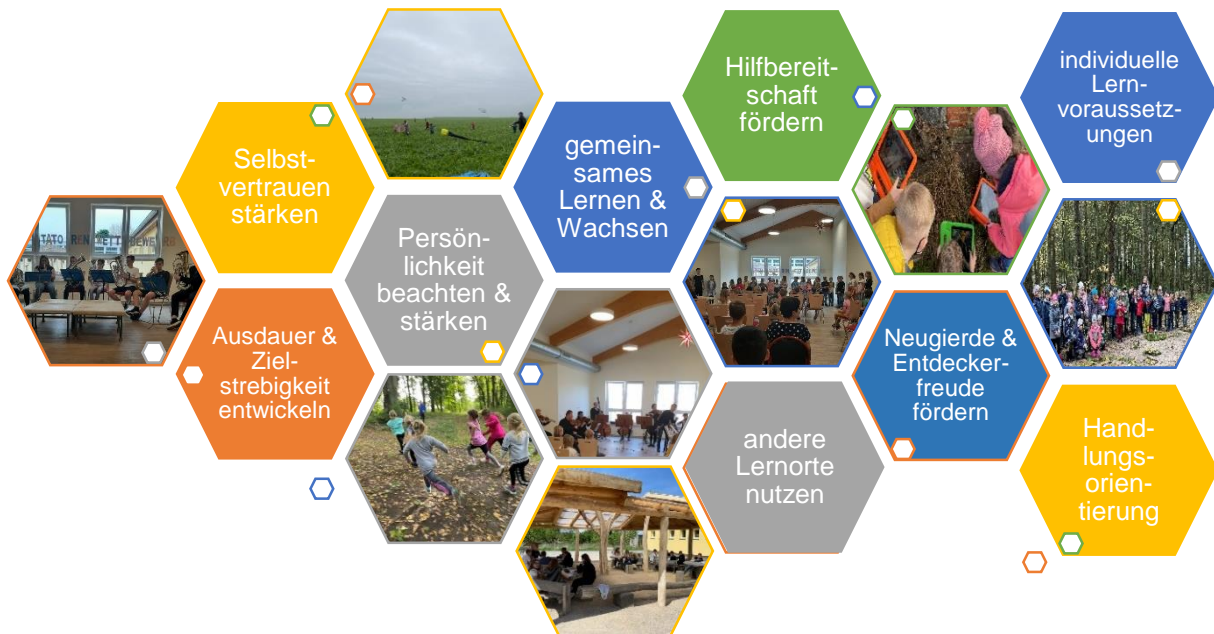 Selbst-
vertrauen
stärken
Ausdauer &
Ziel-
strebigkeit
entwickeln
Persön-
lichkeit
beachten &
stärken
gemein-
sames
Lernen &
Wachsen
Hilfbereit-
schaft
fördern
andere
Lernorte
nutzen
Neugierde &
Entdecker-
freude
fördern
individuelle
Lern-
voraussetz-
ungen
Hand-
lungs-
orien-
tierung